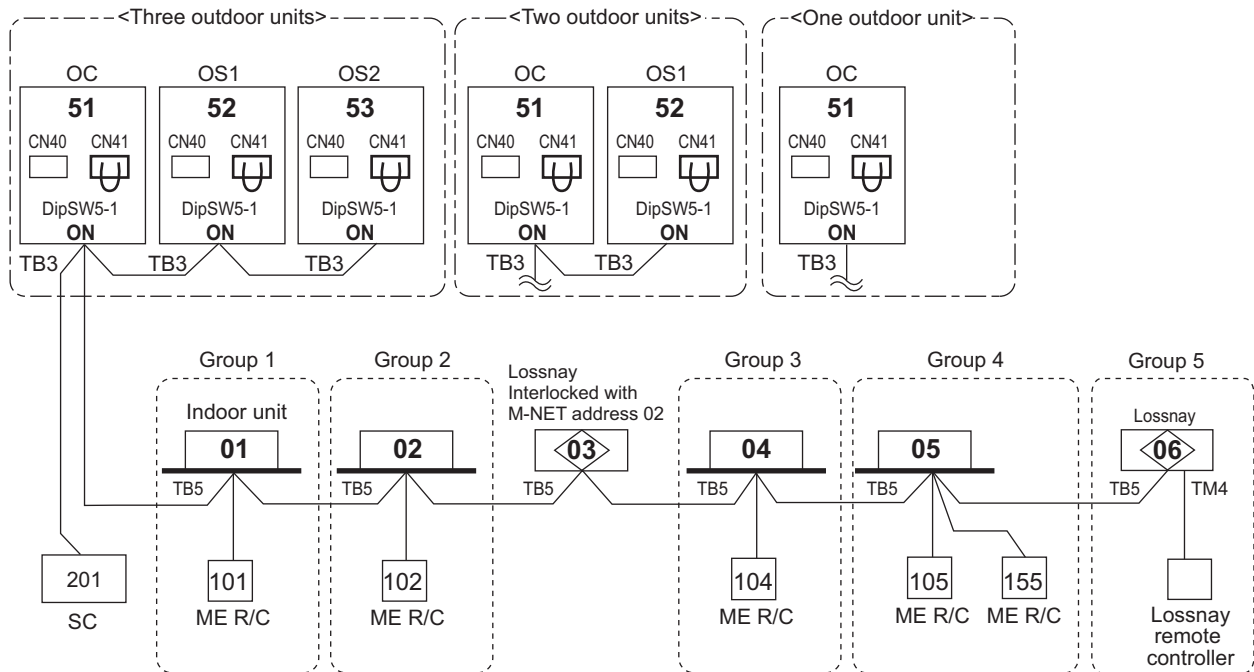 <Three outdoor units>
<Two outdoor units>
<One outdoor unit>
OC
OS1
OS2
OC
OS1
OC
51
52
53
51
52
51
CN40 CN41
CN40 CN41
CN40 CN41
CN40 CN41
CN40 CN41
CN40 CN41
DipSW5-1
DipSW5-1
DipSW5-1
DipSW5-1
DipSW5-1
DipSW5-1
ON
ON
ON
ON
ON
ON
TB3
TB3
TB3
TB3
TB3
TB3
Group 1
Group 2
Lossnay
Interlocked with
M-NET address 02
Group 3
Group 4
Group 5
Indoor unit
Lossnay
01
02
03
04
05
06
TB5
TB5
TB5
TB5
TB5
TB5
TM4
201
SC
101
ME R/C
102
ME R/C
104
ME R/C
105
ME R/C
155
ME R/C
Lossnay
remote
controller